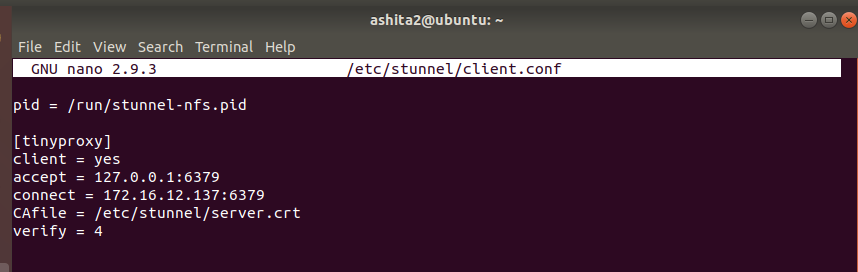 ashita2@ubuntu: ~
File Edit View Search Terminal Help
GNU nano 2.9.3 /etc/stunnel/client.conf
pid = /run/stunnel-nfs.pid
[tinyproxy]
client = yes
accept = 127.0.0.1:6379
connect = 172.16.12.137:6379
CAfile = /etc/stunnel/server.crt
verify = 4